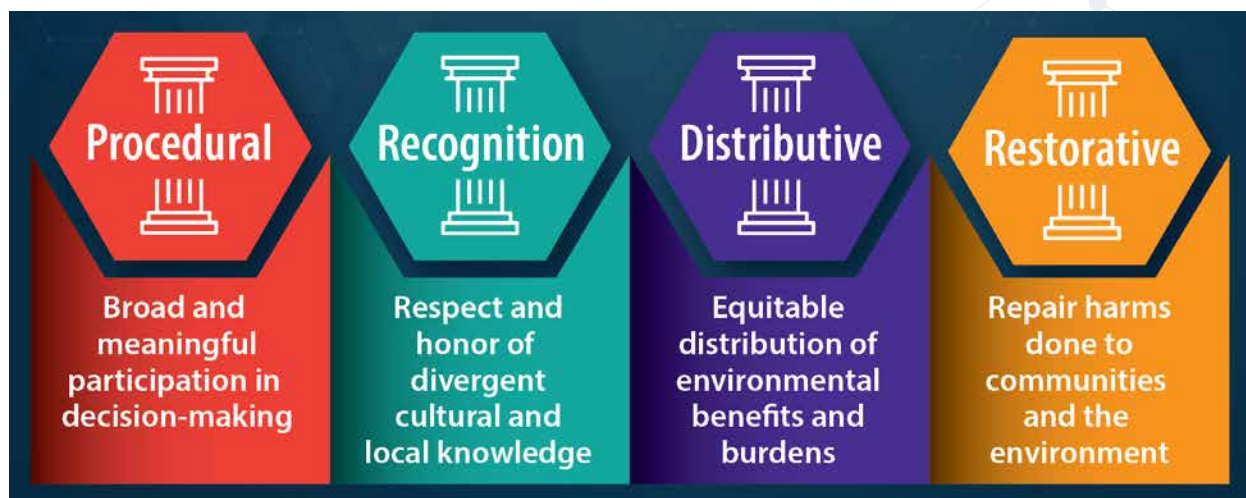 Procedural
Broad and
meaningful
participation in
decision-making
Recognition
Respect and
honor of
divergent
cultural and
local knowledge
Distributive
Equitable
distribution of
environmental
benefits and
burdens
Restorative
Repair harms
done to
communities
and the
environment